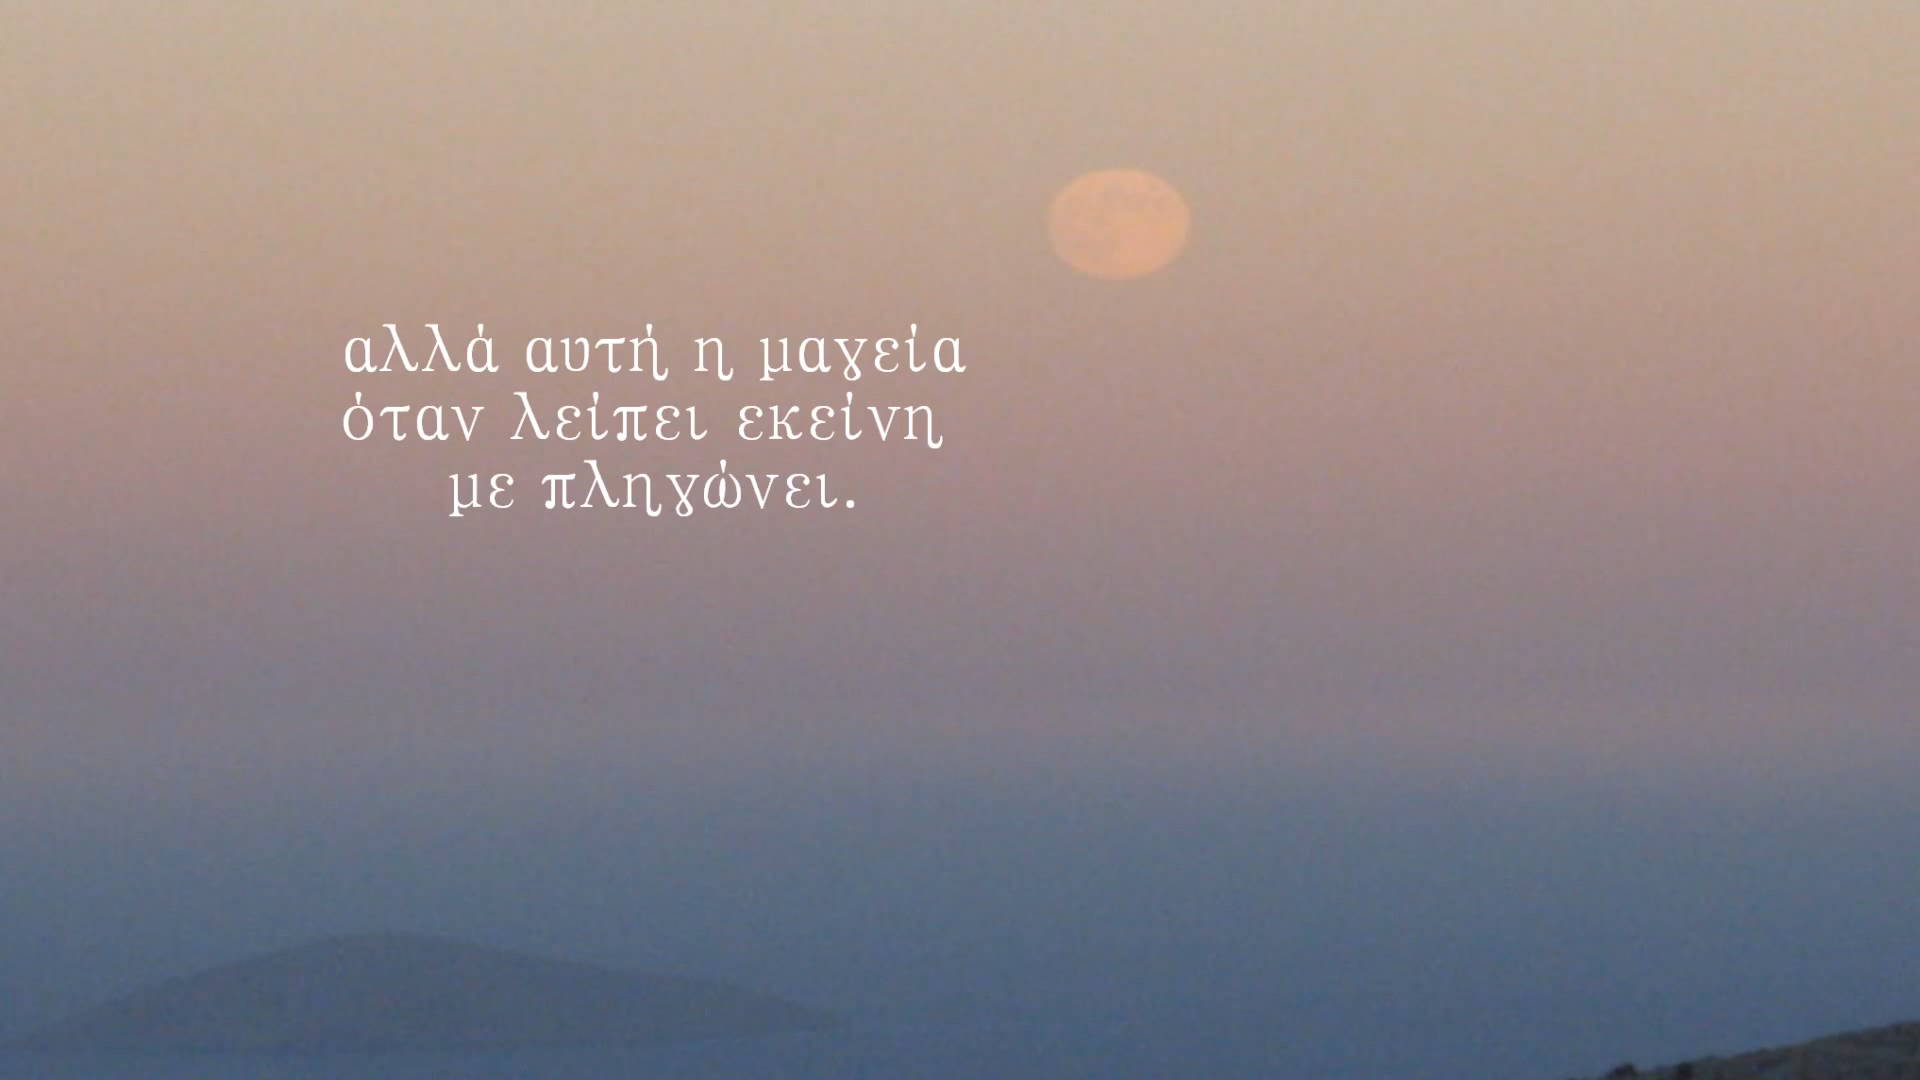 αλλά αυτή η μαγεία
όταν λείπει εκείνη
με πληγώνει.